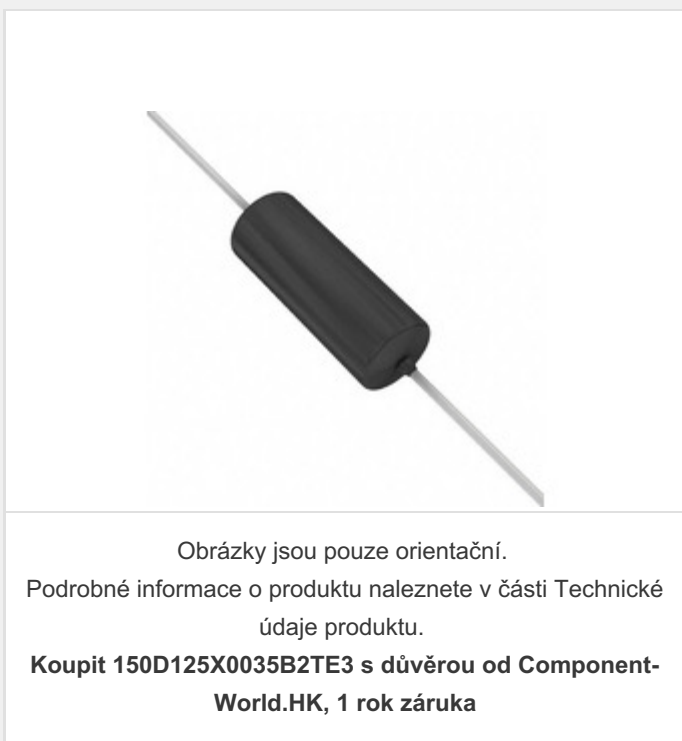 Obrázky jsou pouze orientační.
Podrobné informace o produktu naleznete v části Technické
údaje produktu.
Koupit 150D125X0035B2TE3 s důvěrou od Component-
World.HK, 1 rok záruka